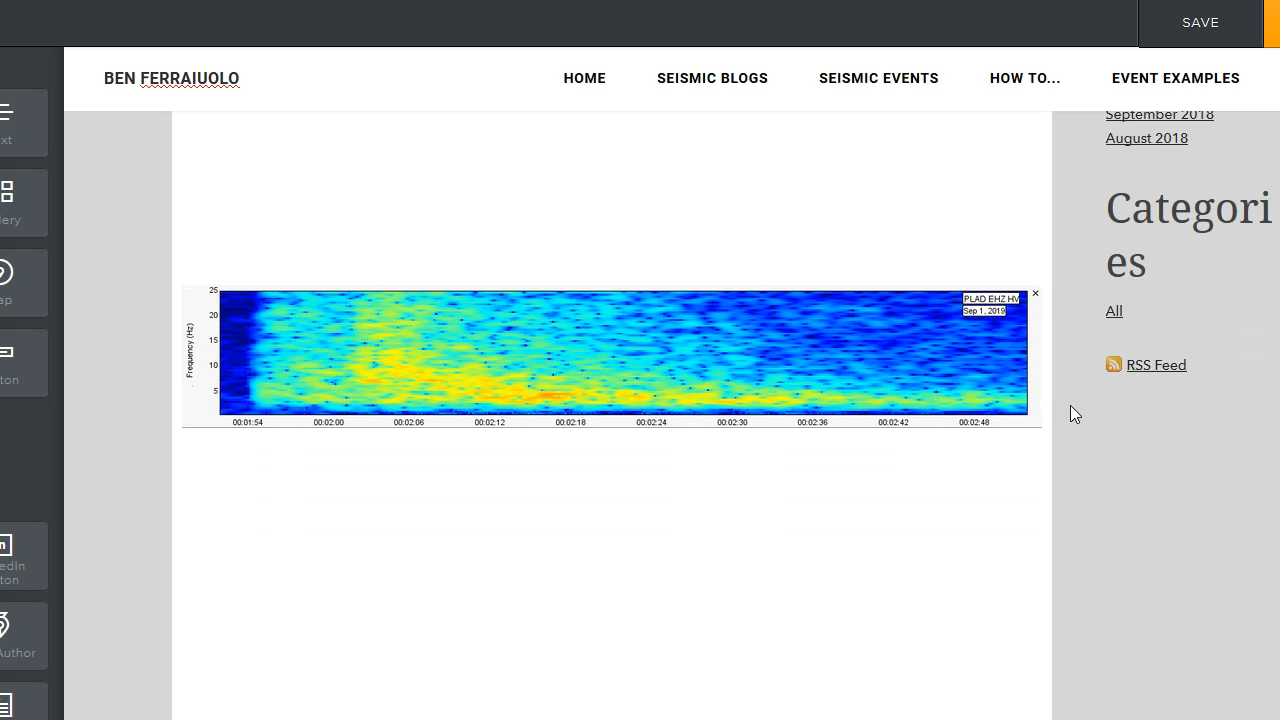 SAVE
BEN FERRAIUOLO
HOME
SEISMIC BLOGS
SEISMIC EVENTS
HOW TO...
EVENT EXAMPLES
September 2018
August 2018
Categori
es
All
RSS Feed
xt
lery
ap
ton
edIn
ton
Author
25
20
15
10
5
Frequency (Hz)
PLAD EHZ HV
Sep 1, 2019
00:01:54
00:02:00
00:02:06
00:02:12
00:02:18
00:02:24
00:02:30
00:02:36
00:02:42
00:02:48